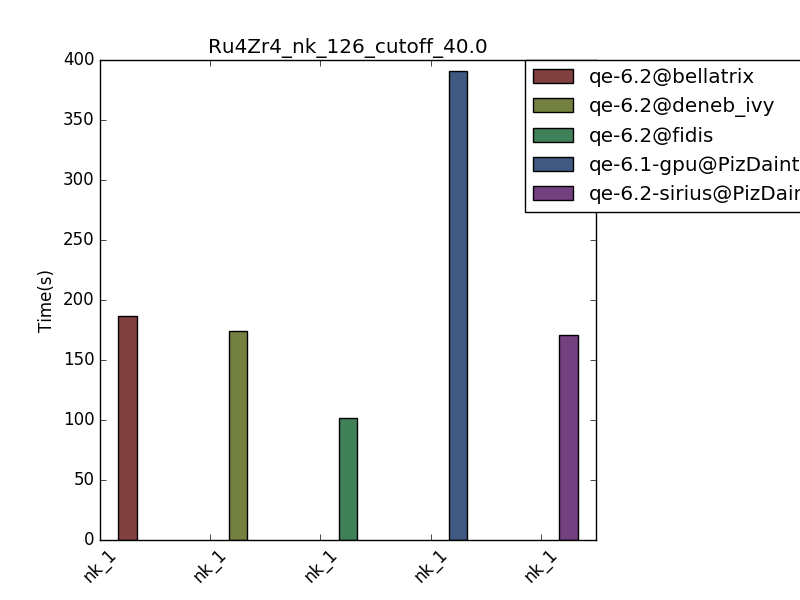 Ru4Zr4_nk_126_cutoff_40.0
400
350
300
250
200
150
100
50
0
Time(s)
nk_1
nk_1
nk_1
nk_1
nk_1
qe-6.2@bellatrix
qe-6.2@deneb_ivy
qe-6.2@fidis
qe-6.1-gpu@PizDaint
qe-6.2-sirius@PizDain